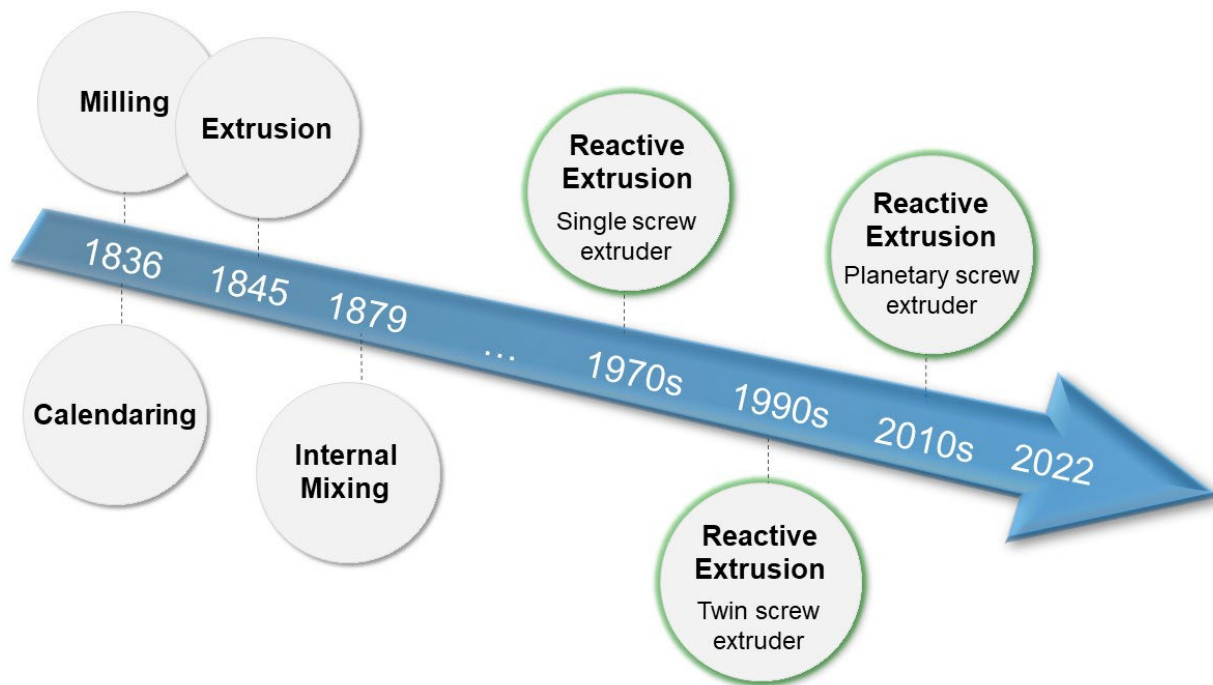 Milling
Extrusion
Reactive
Extrusion
Single screw
extruder
Reactive
Extrusion
Planetary screw
extruder
1836
1845
1879
...
1970s
1990s
2010s
2022
Calendaring
Internal
Mixing
Reactive
Extrusion
Twin screw
extruder